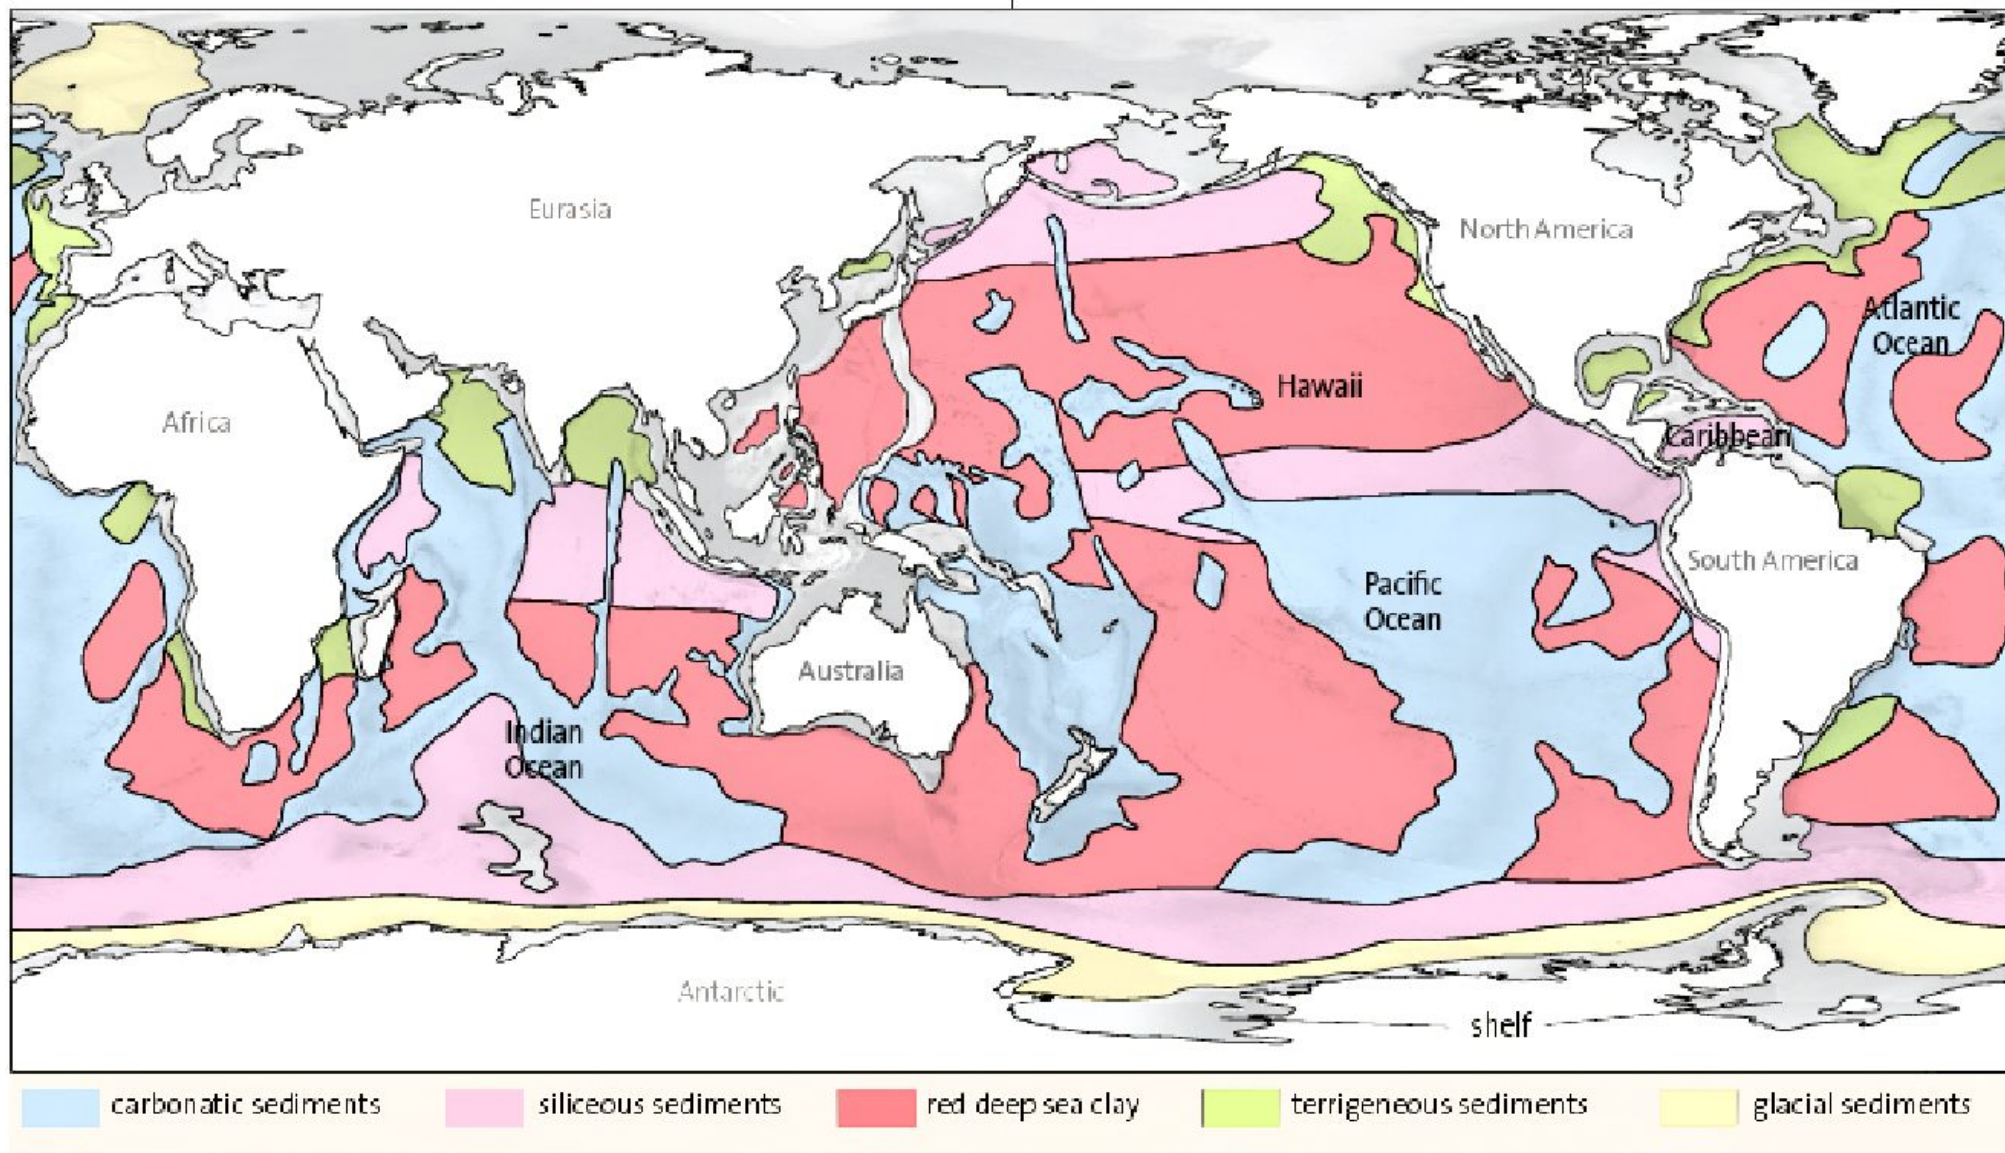 Eurasia
North America
Atlantic
Ocean
Hawaii
Africa
Caribbean
South America
Pacific
Ocean
Australia
Indian
Ocean
Antarctic
shelf
carbonatic sediments
siliceous sediments
red deep sea clay
terrigeneous sediments
glacial sediments